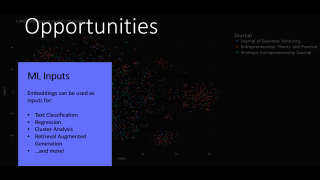 Opportunities
Journal
Journal of Business Venturing
Entrepreneurship Theory and Practice
Strategic Entrepreneurship Journal
ML Inputs
Embeddings can be used as
inputs for:
• Text Classification
• Regression
• Cluster Analysis
• Retrieval Augmented
Generation
• …and more!